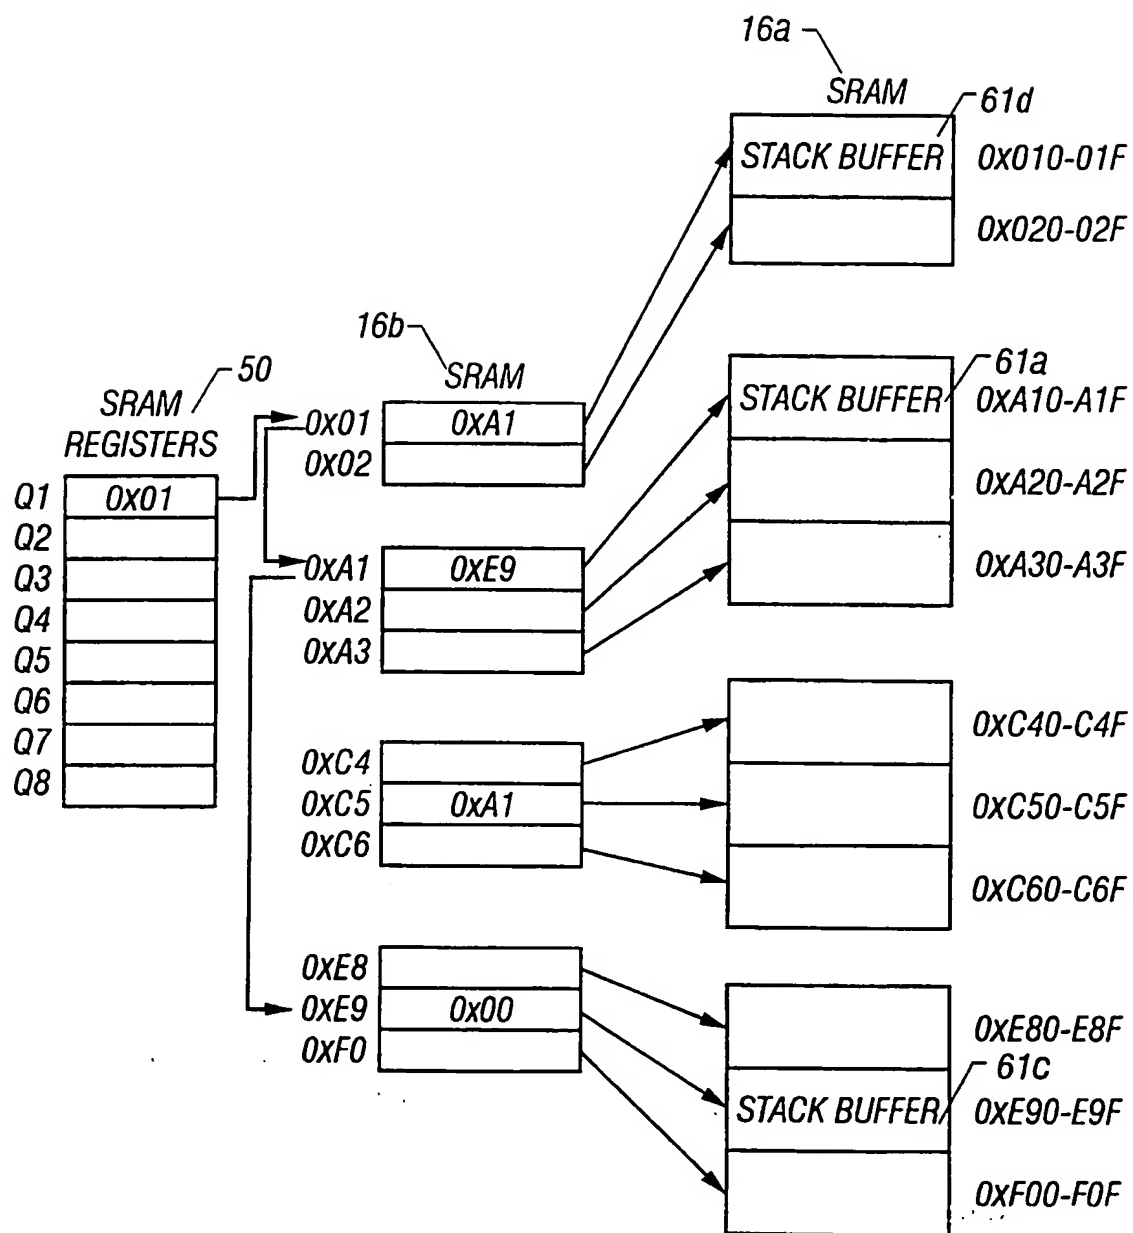 16a
SRAM
61d
STACK BUFFER
0X010-01F
0X020-02F
16b
SRAM
50
SRAM
REGISTERS
0X01
0XA1
0X02
61a
STACK BUFFER
0XA10-A1F
0XA20-A2F
0XA30-A3F
Q1
0X01
Q2
Q3
Q4
Q5
Q6
Q7
Q8
0XA1
0XE9
0XA2
0XA3
0XC4
0XC5
0XA1
0XC6
0XC40-C4F
0XC50-C5F
0XC60-C6F
0XE8
0XE9
0X00
0XF0
0XE80-E8F
61c
STACK BUFFER
0XE90-E9F
0XF00-F0F